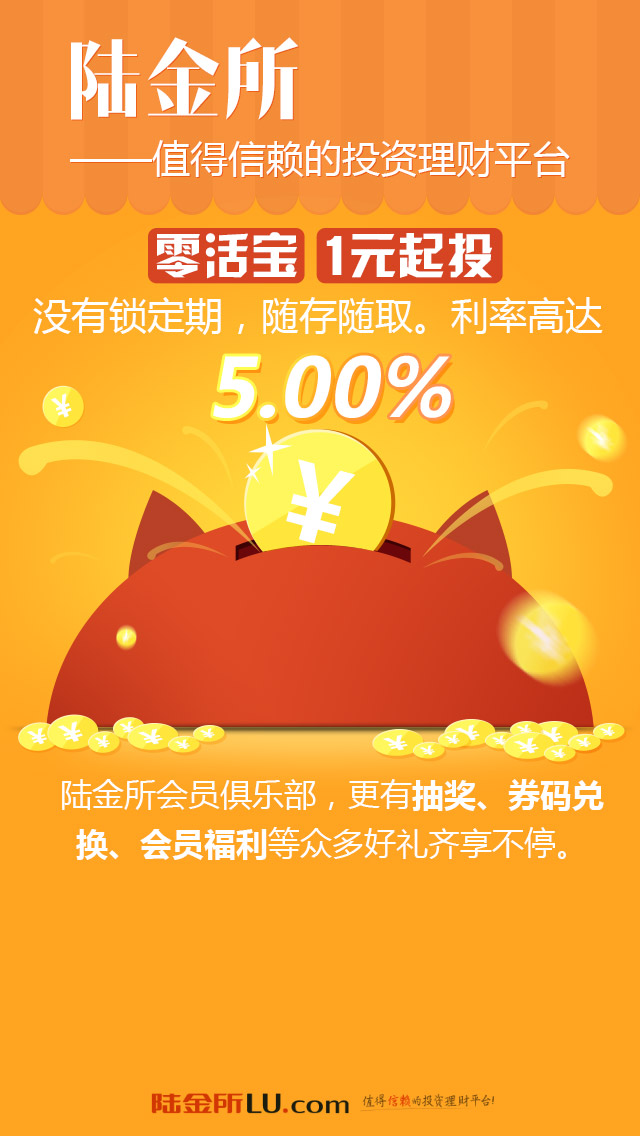 陆金所
——值得信赖的投资理财平台
零活宝 1元起投
没有锁定期，随存随取。利率高达
5.00%
¥
陆金所会员俱乐部，更有抽奖、券码兑
换、会员福利等众多好礼齐享不停。
陆金所LU.com 值得信赖的投资理财平台!